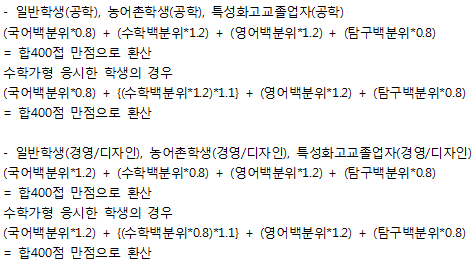 - 일반학생(공학), 농어촌학생(공학), 특성화고교졸업자(공학)
(국어백분위*0.8) + (수학백분위*1.2) + (영어백분위*1.2) + (탐구백분위*0.8)
= 합400점 만점으로 환산
수학가형 응시한 학생의 경우
(국어백분위*0.8) + {(수학백분위*1.2)*1.1} + (영어백분위*1.2) + (탐구백분위*0.8)
= 합400점 만점으로 환산
- 일반학생(경영/디자인), 농어촌학생(경영/디자인), 특성화고교졸업자(경영/디자인)
(국어백분위*1.2) + (수학백분위*0.8) + (영어백분위*1.2) + (탐구백분위*0.8)
= 합400점 만점으로 환산
수학가형 응시한 학생의 경우
(국어백분위*1.2) + {(수학백분위*0.8)*1.1} + (영어백분위*1.2) + (탐구백분위*0.8)
= 합400점 만점으로 환산